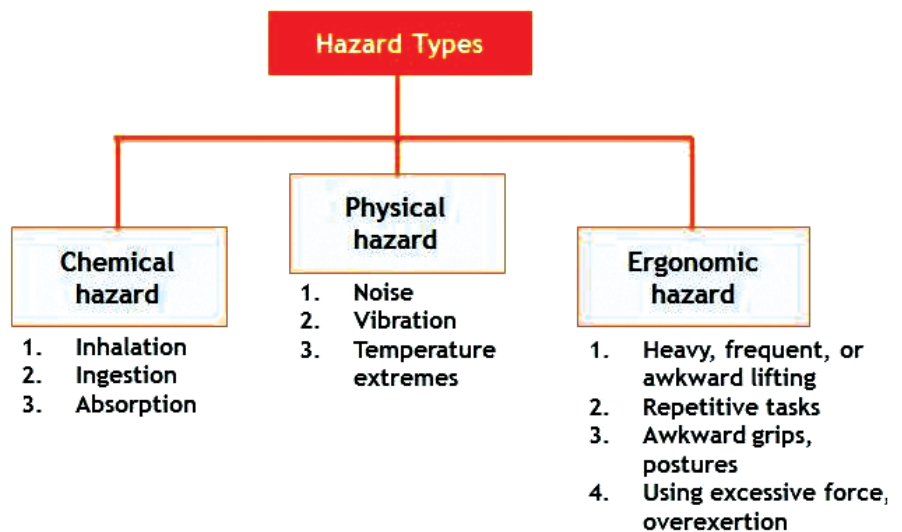 Hazard Types
Chemical
hazard
1. Inhalation
2. Ingestion
3. Absorption
Physical
hazard
1. Noise
2. Vibration
3. Temperature
extremes
Ergonomic
hazard
1. Heavy, frequent, or
awkward lifting
2. Repetitive tasks
3. Awkward grips,
postures
4. Using excessive force,
overexertion